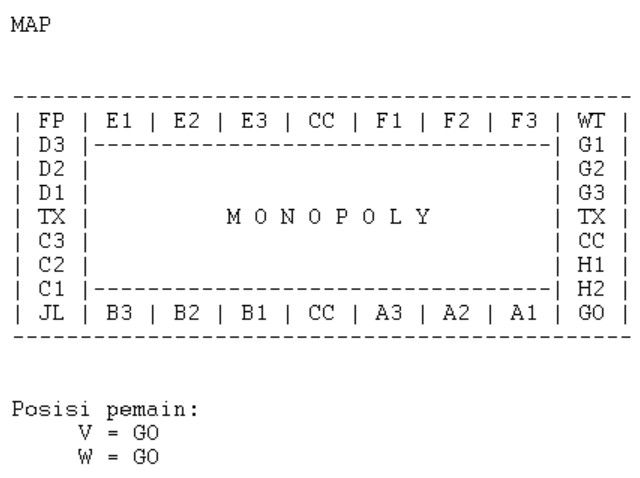 MAP
----------------------------------------------
| FP | E1 | E2 | E3 | CC | F1 | F2 | F3 | WT |
| D3 |----------------------------------| G1 |
| D2 |                                  | G2 |
| D1 |                                  | G3 |
| TX |          M O N O P O L Y         | TX |
| C3 |                                  | CC |
| C2 |                                  | H1 |
| C1 |----------------------------------| H2 |
| JL | B3 | B2 | B1 | CC | A3 | A2 | A1 | GO |
----------------------------------------------
Posisi pemain:
V = GO
W = GO